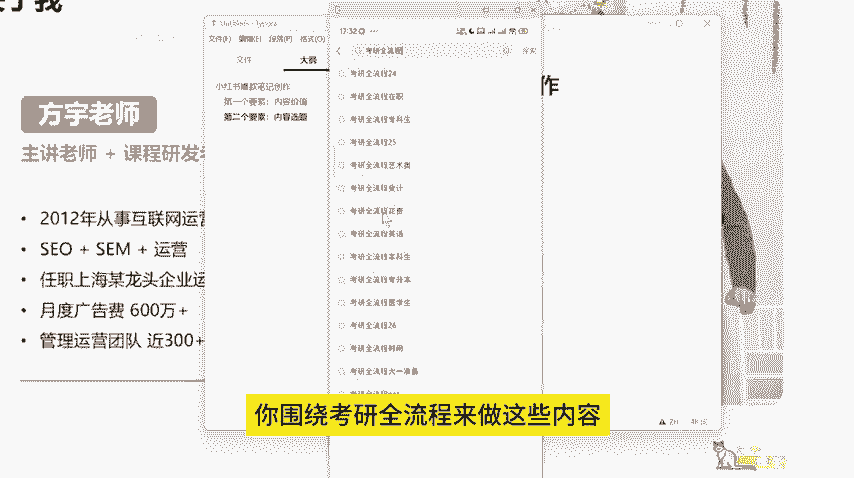 方宇老师
主讲老师 + 课程研发
2012年从事互联网运营
SEO + SEM + 运营
任职上海某龙头企业运
月度广告费 600万+
管理运营团队 近300+
文件(F) 编辑(E) 段落(P) 格式(O)
文件 大纲
小红书爆款笔记创作
第一个要素：内容价值
第二个要素：内容选题
17:32
考研全流程
搜索
考研全流程24
考研全流程在职
考研全流程专科生
考研全流程25
考研全流程艺术类
考研全流程会计
考研全流程花费
考研全流程英语
考研全流程本科生
考研全流程专升本
考研全流程医学生
考研全流程26
考研全流程时间
考研全流程大一准备
作
你围绕考研全流程来做这些内容